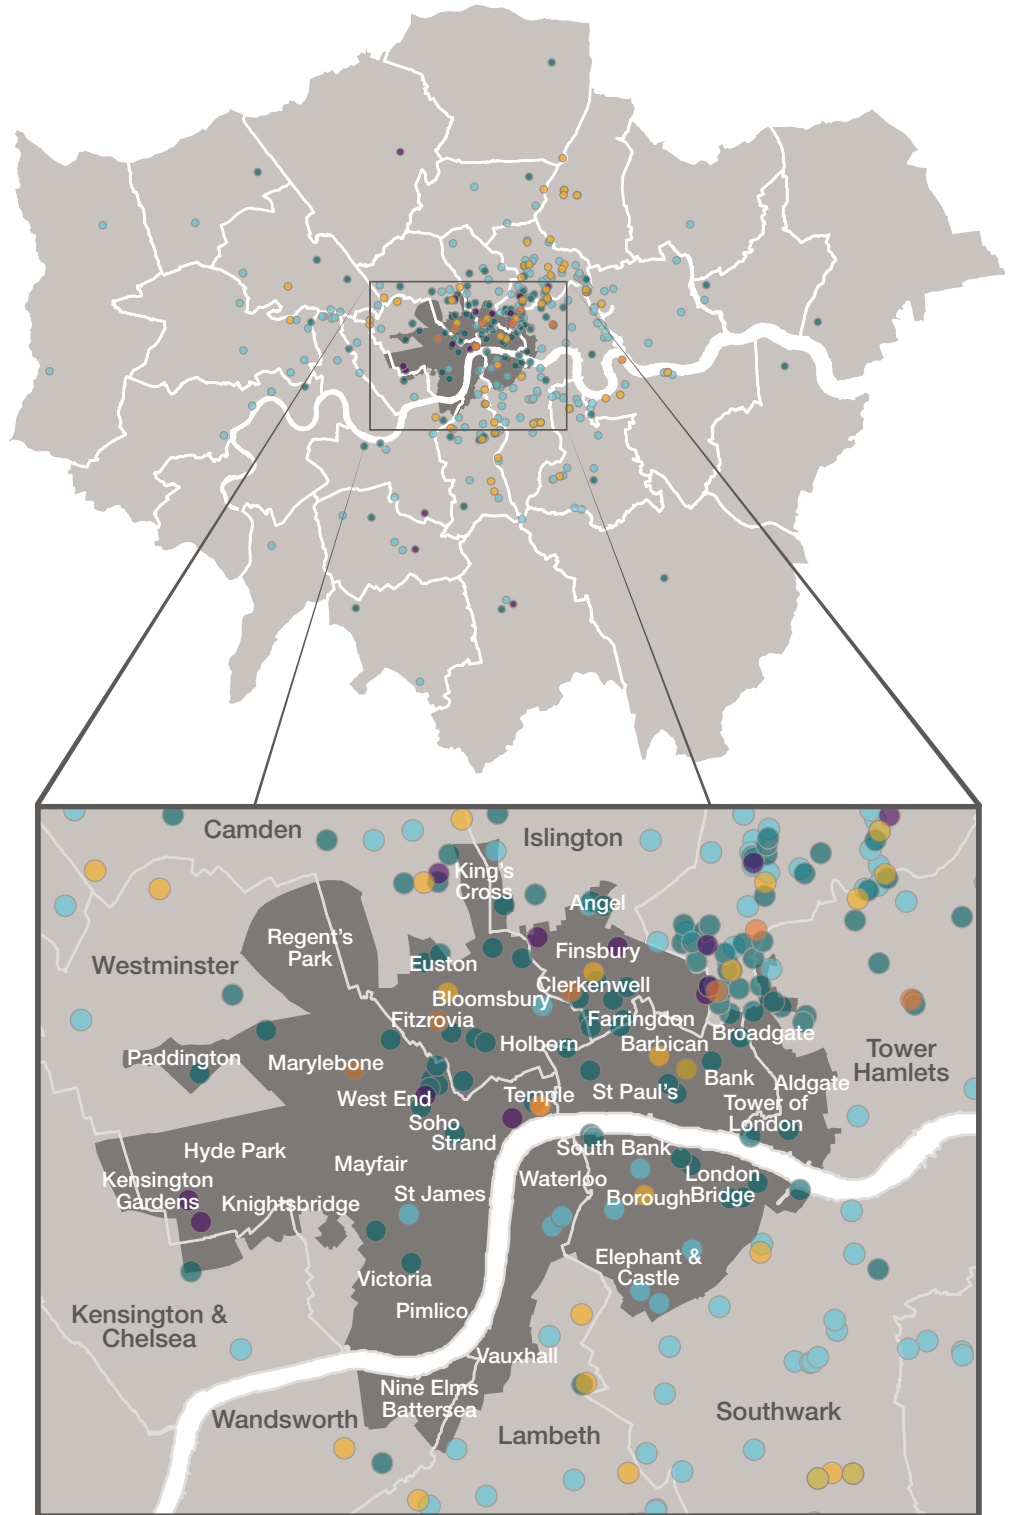 Camden
Islington
King's
Cross
Angel
Regent's
Park
Finsbury
Westminster
Euston
Clerkenwell
Bloomsbury
Fitzrovia
Farringdon
Broadgate
Holborn
Barbican
Tower
Hamlets
Paddington
Marylebone
Bank
Aldgate
West End
Temple
St Paul's
Tower of
London
Soho
Strand
South Bank
Hyde Park
Mayfair
Kensington
Gardens
Waterloo
London
Bridge
Knightsbridge
St James
Borough
Elephant &
Castle
Victoria
Pimlico
Kensington &
Chelsea
Vauxhall
Nine Elms
Battersea
Wandsworth
Lambeth
Southwark